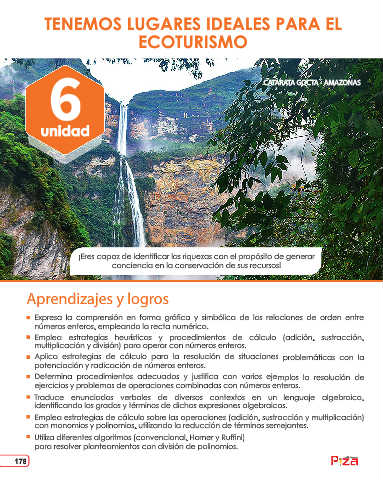 TENEMOS LUGARES IDEALES PARA EL
ECOTURISMO
CATARATA GOCTA - AMAZONAS
6
unidad
¡Eres capaz de identificar las riquezas con el propósito de generar
conciencia en la conservación de sus recursos!
Aprendizajes y logros
Expresa la comprensión en forma gráfica y simbólica de las relaciones de orden entre
números enteros, empleando la recta numérica.
Emplea estrategias heurísticas y procedimientos de cálculo (adición, sustracción,
multiplicación y división) para operar con números enteros.
Aplica estrategias de cálculo para la resolución de situaciones problemáticas con la
potenciación y radicación de números enteros.
Determina procedimientos adecuados y justifica con varios ejemplos la resolución de
ejercicios y problemas de operaciones combinadas con números enteros.
Traduce enunciados verbales de diversos contextos en un lenguaje algebraico,
identificando los grados y términos de dichas expresiones algebraicas.
Emplea estrategias de cálculo sobre las operaciones (adición, sustracción y multiplicación)
con monomios y polinomios, utilizando la reducción de términos semejantes.
Utiliza diferentes algoritmos (convencional, Horner y Ruffini)
para resolver planteamientos con división de polinomios.
178